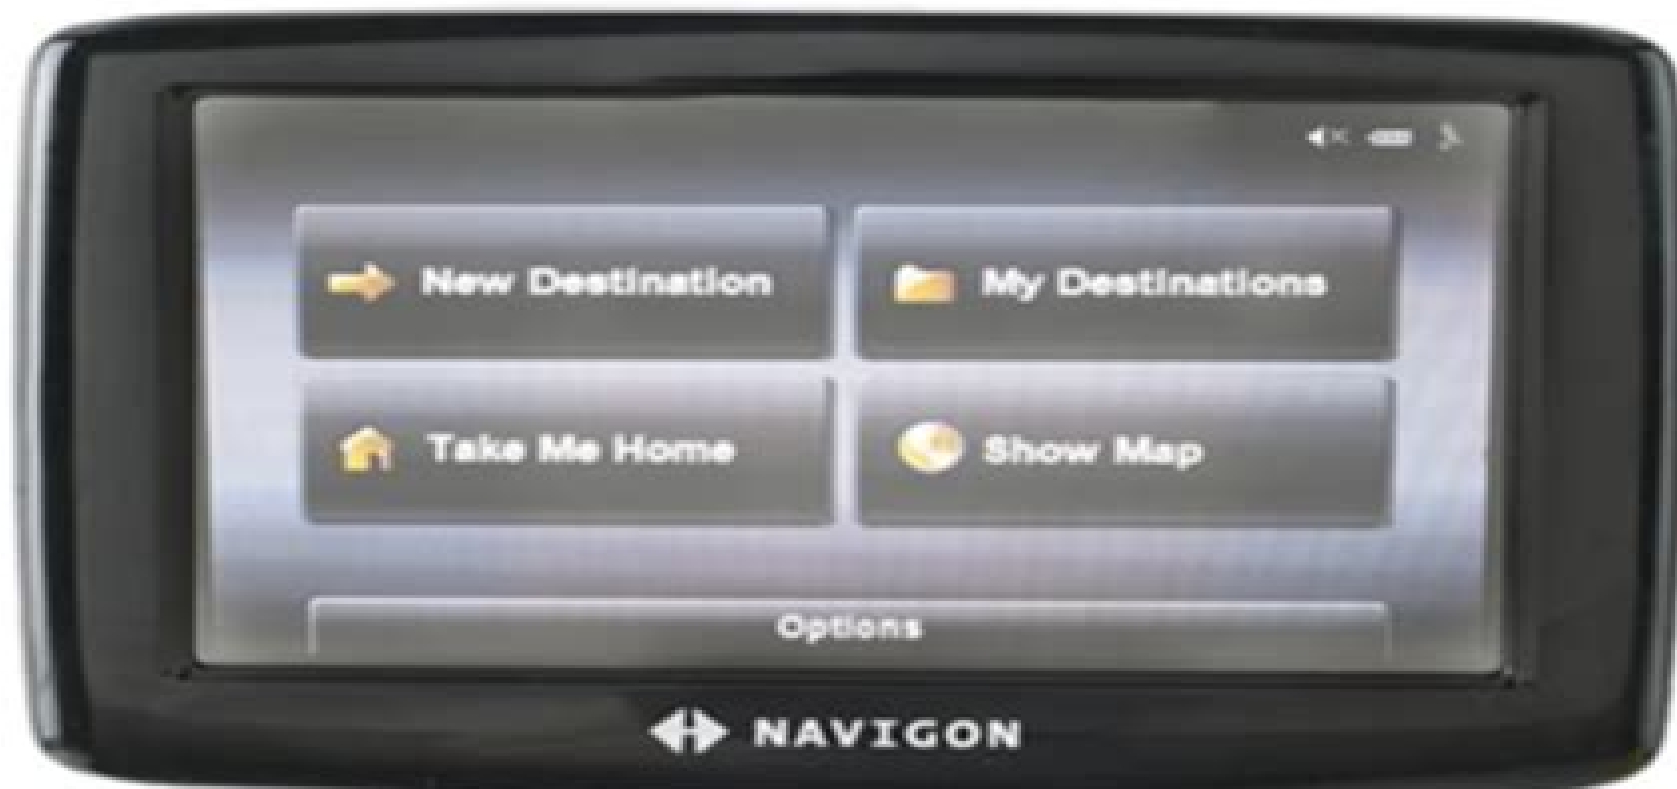 New Destination
My Destinations
Take Me Home
Show Map
Options
NAVIGON